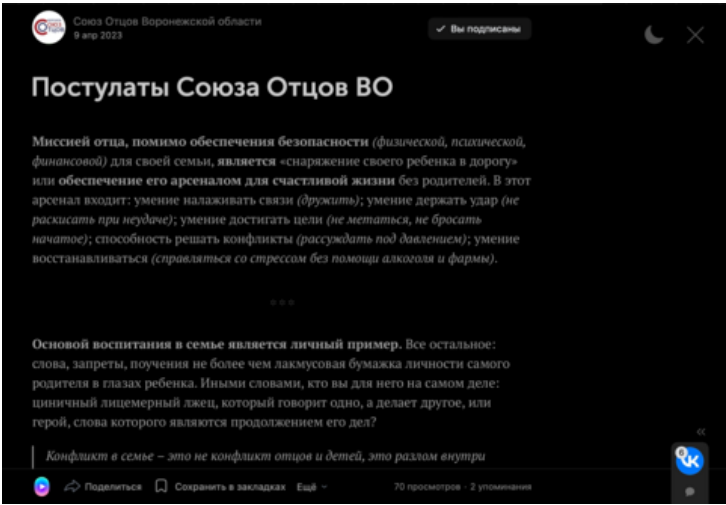 Союз Отцов Воронежской области
9 апр 2023
✓ Вы подписаны
Постулаты Союза Отцов ВО
Миссией отца, помимо обеспечения безопасности (физической, психической,
финансовой) для своей семьи, является «снаряжение своего ребенка в дорогу»
или обеспечение его арсеналом для счастливой жизни без родителей. В этот
арсенал входит: умение налаживать связи (дружить); умение держать удар (не
раскисать при неудаче); умение достигать цели (не метаться, не бросать
начатое); способность решать конфликты (рассуждать под давлением); умение
восстанавливаться (справляться со стрессом без помощи алкоголя и фармы).
Основой воспитания в семье является личный пример. Все остальное:
слова, запреты, поучения не более чем лакмусовая бумажка личности самого
родителя в глазах ребенка. Иными словами, кто вы для него на самом деле:
циничный лицемерный лжец, который говорит одно, а делает другое, или
герой, слова которого являются продолжением его дел?
Конфликт в семье – это не конфликт отцов и детей, это разлом внутри
Поделиться Сохранить в закладках Ещё
70 просмотров · 2 упоминания